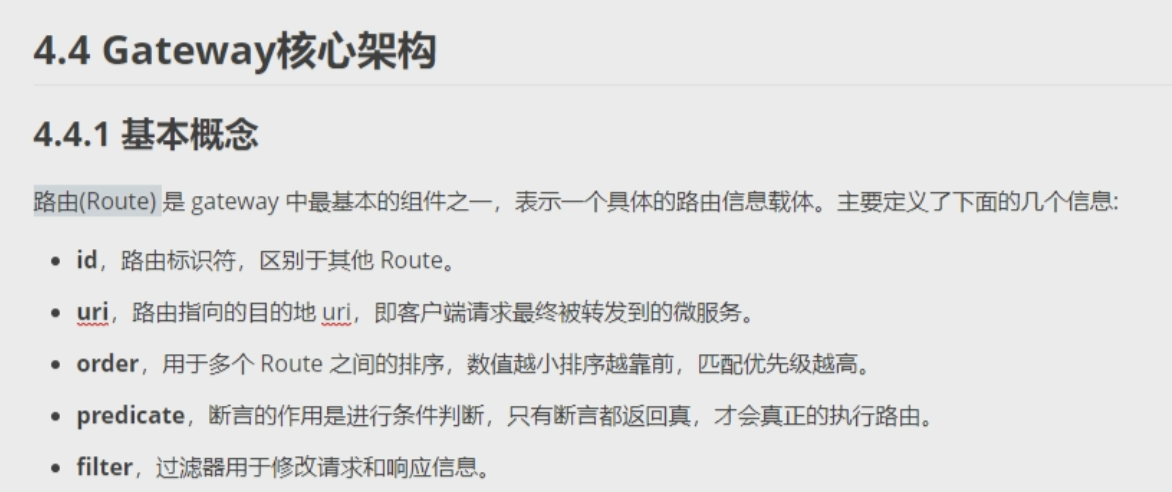 4.4 Gateway核心架构
4.4.1 基本概念
路由(Route) 是 gateway 中最基本的组件之一，表示一个具体的路由信息载体。主要定义了下面的几个信息:
• id，路由标识符，区别于其他 Route。
• uri，路由指向的目的地 uri，即客户端请求最终被转发到的微服务。
• order，用于多个 Route 之间的排序，数值越小排序越靠前，匹配优先级越高。
• predicate，断言的作用是进行条件判断，只有断言都返回真，才会真正的执行路由。
• filter，过滤器用于修改请求和响应信息。